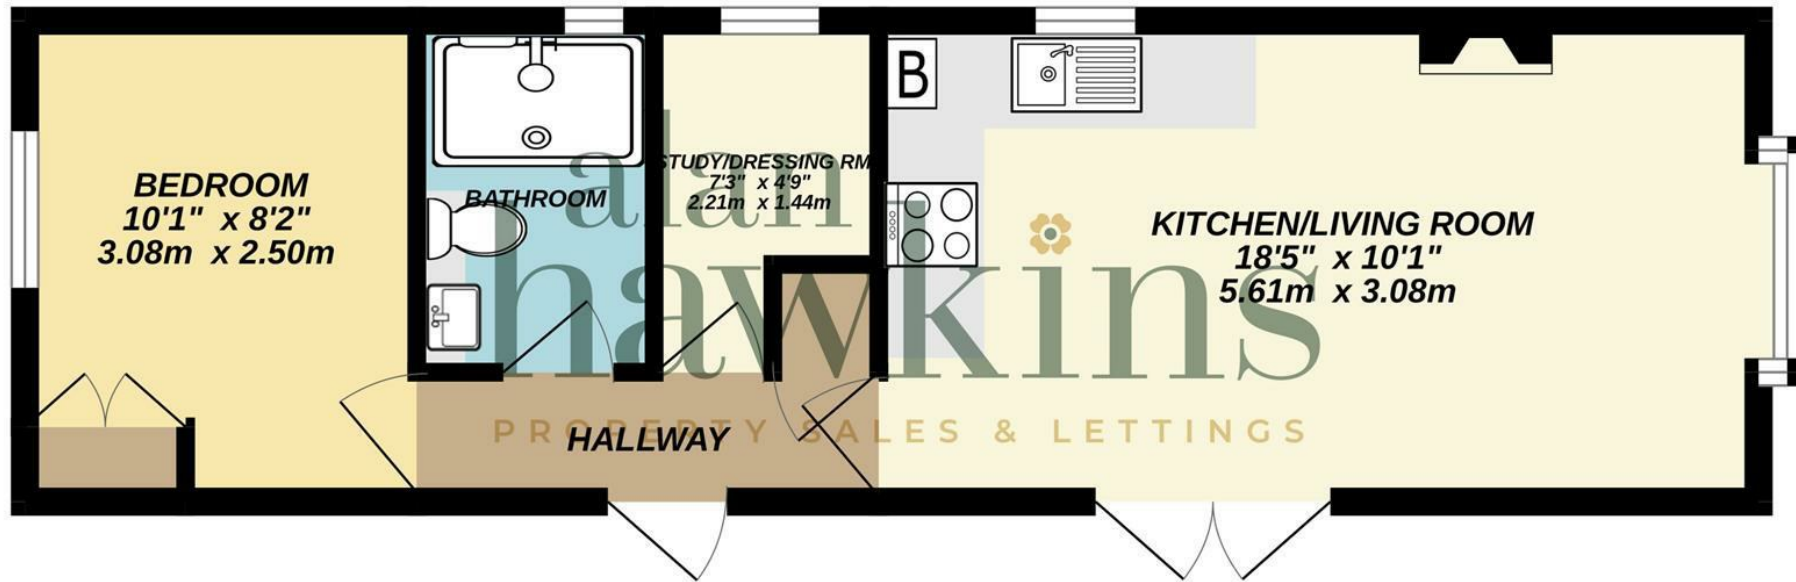 BEDROOM
10'1" x 8'2"
3.08m x 2.50m
BATHROOM
STUDY/DRESSING RM
7'3" x 4'9"
2.21m x 1.44m
B
KITCHEN/LIVING ROOM
18'5" x 10'1"
5.61m x 3.08m
HALLWAY
alan
hawkins
PROPERTY SALES & LETTINGS